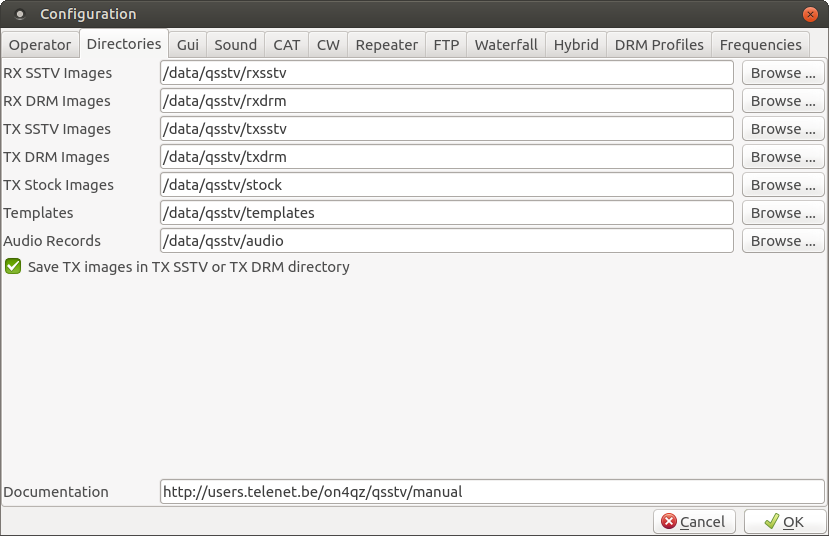 Configuration
Operator Directories Gui Sound CAT CW Repeater FTP Waterfall Hybrid DRM Profiles Frequencies
RX SSTV Images /data/qsstv/rxsstv Browse ...
RX DRM Images /data/qsstv/rxdrm Browse ...
TX SSTV Images /data/qsstv/txsstv Browse ...
TX DRM Images /data/qsstv/txdrm Browse ...
TX Stock Images /data/qsstv/stock Browse ...
Templates /data/qsstv/templates Browse ...
Audio Records /data/qsstv/audio Browse ...
Save TX images in TX SSTV or TX DRM directory
Documentation http://users.telenet.be/on4qz/qsstv/manual
Cancel OK